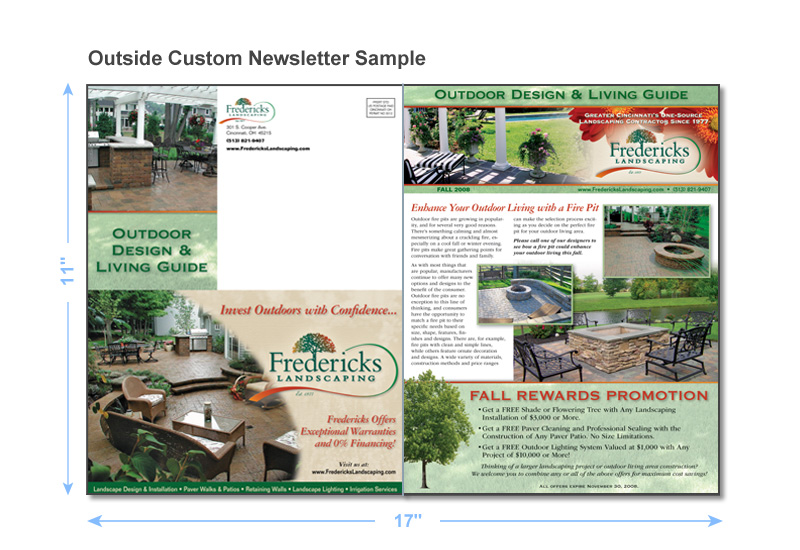 Outside Custom Newsletter Sample
Fredericks
LANDSCAPING
301 S. Cooper Ave.
Cincinnati, OH 45215
(513) 821-9407
www.FredericksLandscaping.com
OUTDOOR
DESIGN &
LIVING GUIDE
Invest Outdoors with Confidence...
Fredericks
LANDSCAPING
Est. 1977
Fredericks Offers
Exceptional Warranties
and 0% Financing!
Visit us at:
www.FredericksLandscaping.com
Landscape Design & Installation • Paver Walks & Patios • Retaining Walls • Landscape Lighting • Irrigation Services
OUTDOOR DESIGN & LIVING GUIDE
GREATER CINCINNATI'S ONE-SOURCE
LANDSCAPING CONTRACTOR SINCE 1977
Fredericks
LANDSCAPING
FALL 2008
www.FredericksLandscaping.com • (513) 821-9407
Enhance Your Outdoor Living with a Fire Pit
Outdoor fire pits are growing in popular-
ity, and for several very good reasons.
There's something calming and almost
mesmerizing about a crackling fire, es-
pecially on a cool fall or winter evening.
Fire pits make great gathering points for
conversation with friends and family.
As with most things that
are popular, manufacturers
continue to offer many new
options and designs to the
benefit of the consumer.
Outdoor fire pits are no
exception to this line of
thinking, and consumers
have the opportunity to
match a fire pit to their
specific needs based on
size, shape, features, fin-
ishes and designs. There are, for example,
fire pits with clean and simple lines,
while others feature ornate decoration
and designs. A wide variety of materials,
construction methods and price ranges
can make the selection process excit-
ing as you decide on the perfect fire
pit for your outdoor living area.
Please call one of our designers to
see how a fire pit could enhance
your outdoor living this fall.
FALL REWARDS PROMOTION
• Get a FREE Shade or Flowering Tree with Any Landscaping
Installation of $3,000 or More.
• Get a FREE Paver Cleaning and Professional Sealing with the
Construction of Any Paver Patio. No Size Limitations.
• Get a FREE Outdoor Lighting System Valued at $1,000 with Any
Project of $10,000 or More!
Thinking of a larger landscaping project or outdoor living area construction?
We welcome you to combine any or all of the above offers for maximum cost savings!
ALL OFFERS EXPIRE NOVEMBER 30, 2008.
11"
17"